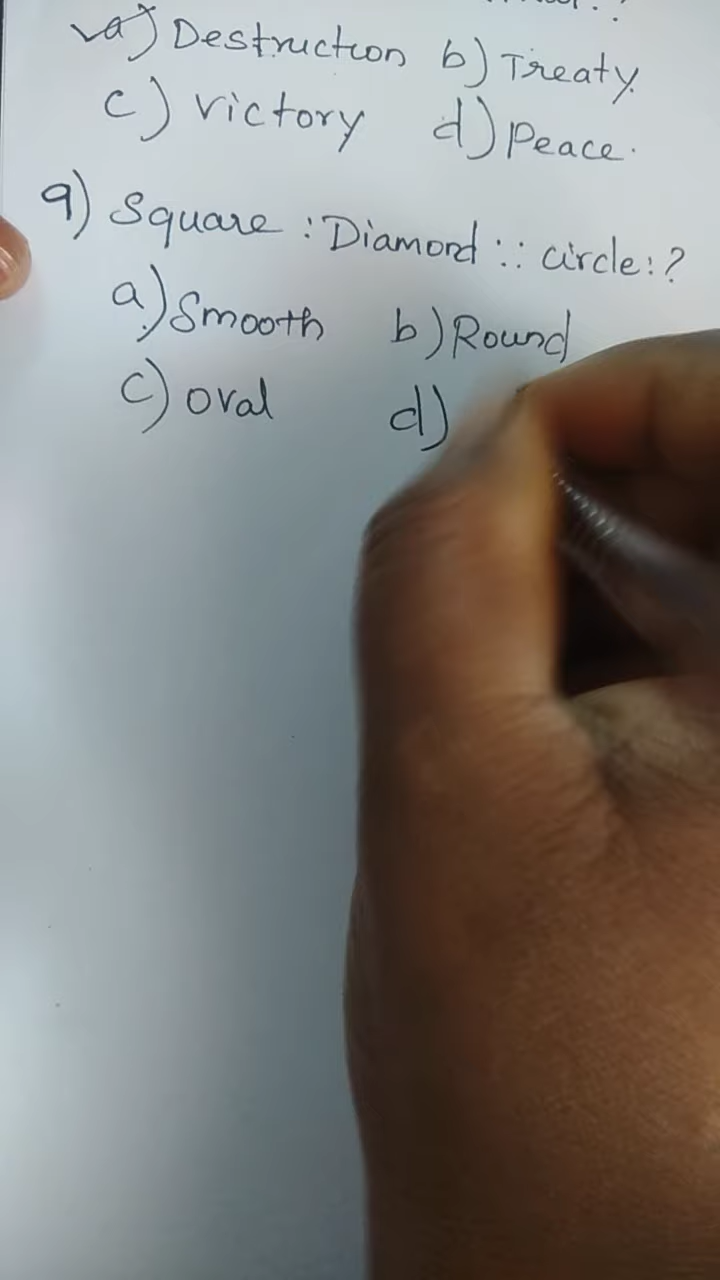 a) Destruction b) Treaty
c) victory d) Peace.
9) Square : Diamond :: circle : ?
a) Smooth b) Round
c) oval d)